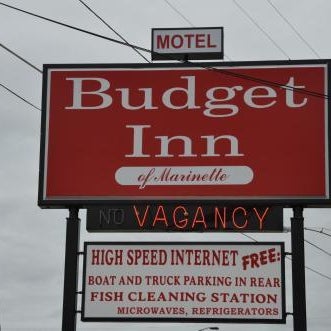 MOTEL
Budget
Inn
of Marinette
NO VACANCY
HIGH SPEED INTERNET FREE:
BOAT AND TRUCK PARKING IN REAR
FISH CLEANING STATION
MICROWAVES, REFRIGERATORS